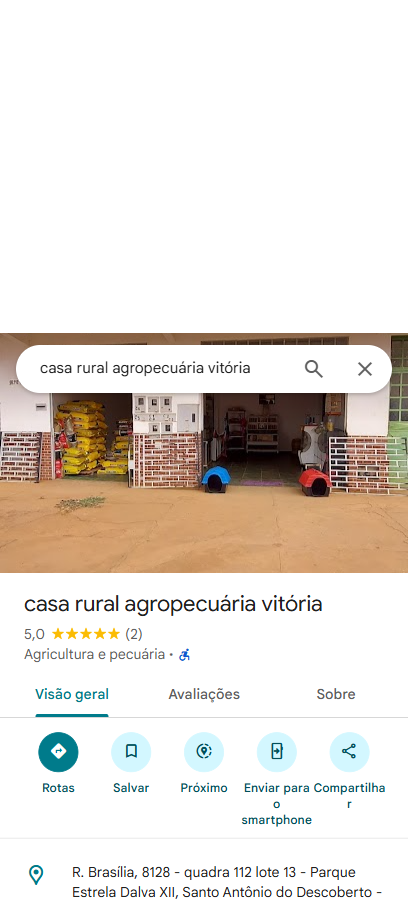 casa rural agropecuária vitória
casa rural agropecuária vitória
5,0 (2)
Agricultura e pecuária ·
Visão geral Avaliações Sobre
Rotas Salvar Próximo Enviar para o smartphone Compartilhar
R. Brasília, 8128 - quadra 112 lote 13 - Parque
Estrela Dalva XII, Santo Antônio do Descoberto -